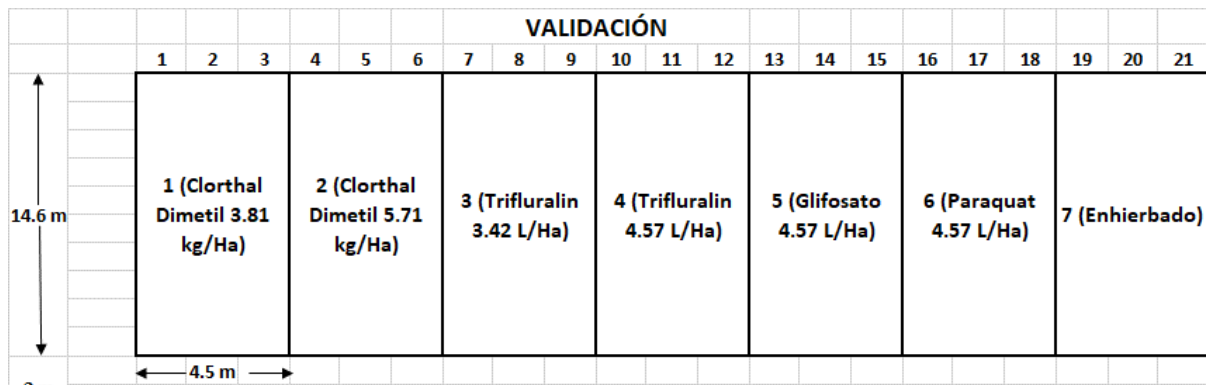 VALIDACIÓN
1 2 3 4 5 6 7 8 9 10 11 12 13 14 15 16 17 18 19 20 21
14.6 m
1 (Clorthal
Dimetil 3.81
kg/Ha)
2 (Clorthal
Dimetil 5.71
kg/Ha)
3 (Trifluralin
3.42 L/Ha)
4 (Trifluralin
4.57 L/Ha)
5 (Glifosato
4.57 L/Ha)
6 (Paraquat
4.57 L/Ha)
7 (Enhierbado)
4.5 m